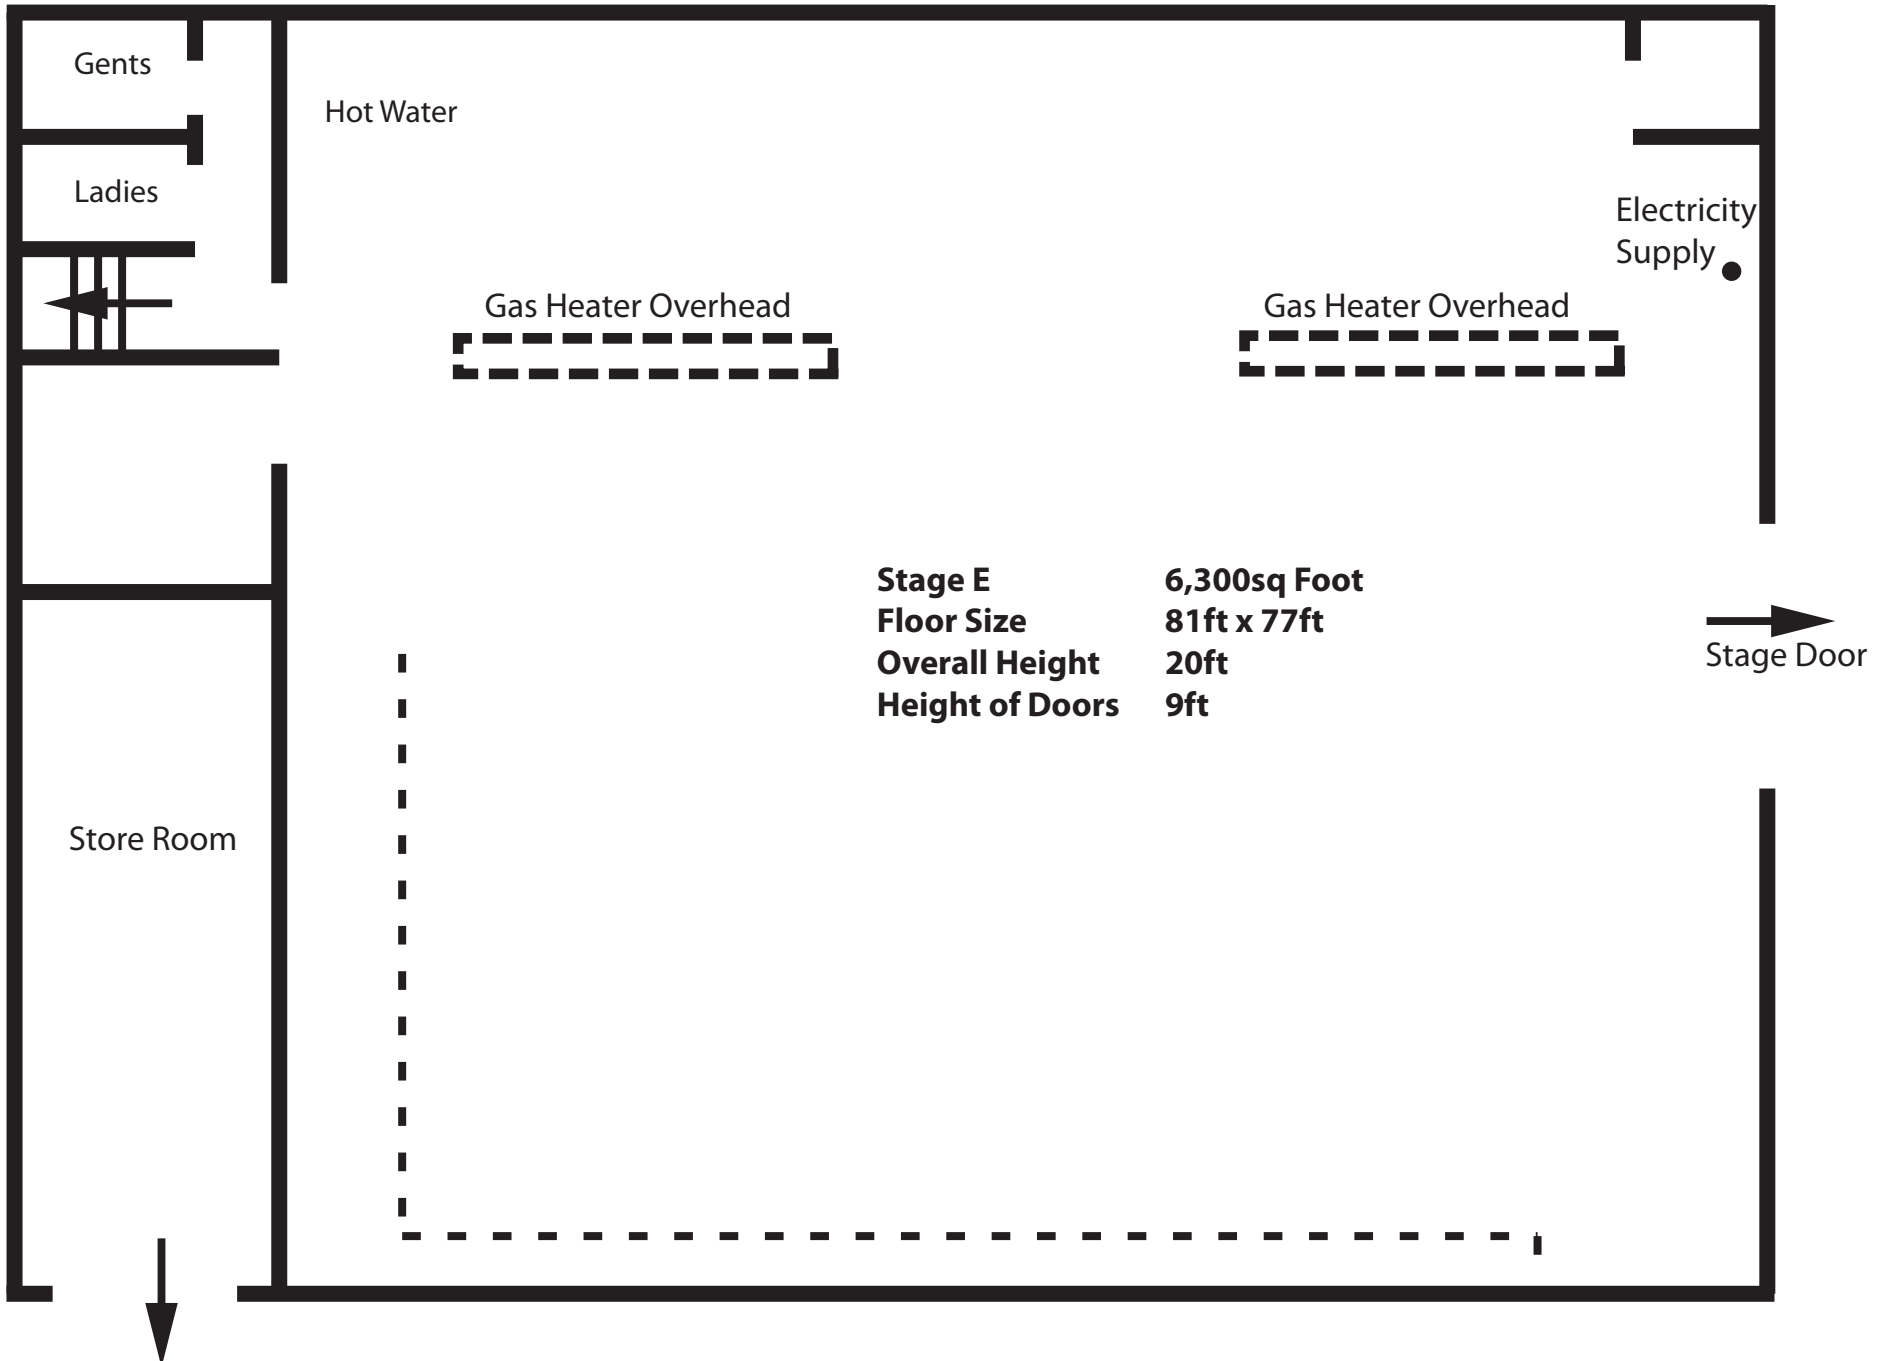 Gents
Hot Water
Ladies
Electricity
Supply
Gas Heater Overhead
Gas Heater Overhead
Stage E 6,300sq Foot
Floor Size 81ft x 77ft
Overall Height 20ft
Height of Doors 9ft
Stage Door
Store Room